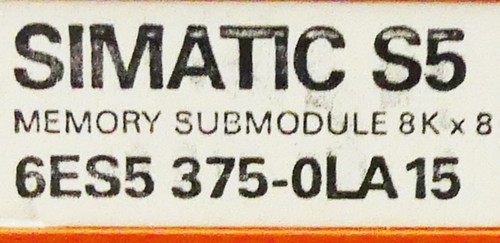 SIMATIC S5
MEMORY SUBMODULE 8K x 8
6ES5 375-0LA15